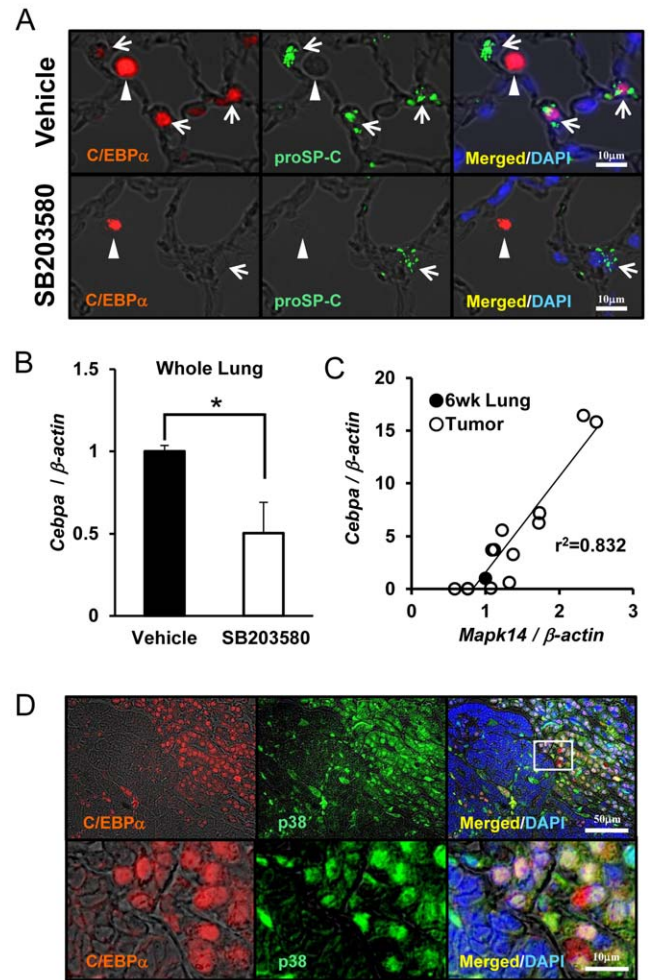 A
Vehicle
C/EBPα
proSP-C
Merged/DAPI
10μm
SB203580
C/EBPα
proSP-C
Merged/DAPI
10μm
B
Whole Lung
*
Cebpa / β-actin
1.5
1
0.5
0
Vehicle
SB203580
C
6wk Lung
Tumor
Cebpa / β-actin
20
15
10
5
0
r²=0.832
0
1
2
3
Mapk14 / β-actin
D
C/EBPα
p38
Merged/DAPI
50μm
C/EBPα
p38
Merged/DAPI
10μm